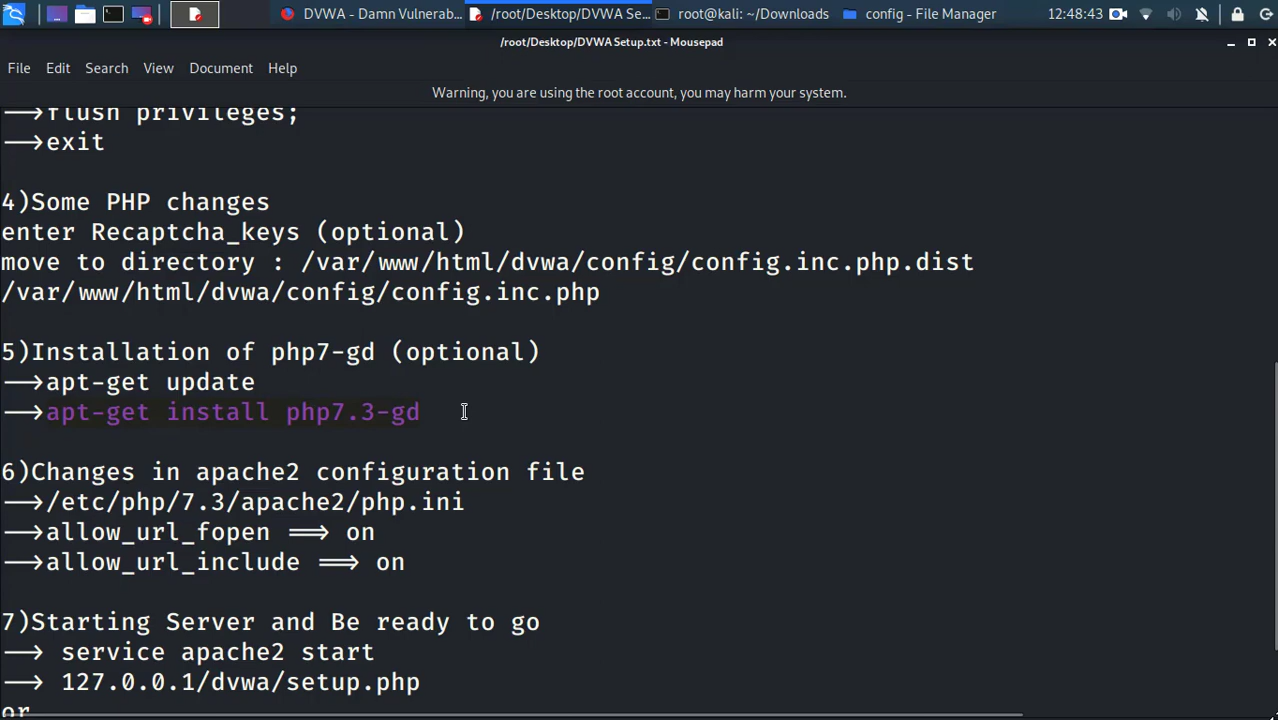 DVWA - Damn Vulnerab...
/root/Desktop/DVWA Se...
root@kali: ~/Downloads
config - File Manager
12:48:43
/root/Desktop/DVWA Setup.txt - Mousepad
File Edit Search View Document Help
Warning, you are using the root account, you may harm your system.
-->flush privileges;
-->exit
4)Some PHP changes
enter Recaptcha_keys (optional)
move to directory : /var/www/html/dvwa/config/config.inc.php.dist
/var/www/html/dvwa/config/config.inc.php
5)Installation of php7-gd (optional)
-->apt-get update
-->apt-get install php7.3-gd
6)Changes in apache2 configuration file
-->/etc/php/7.3/apache2/php.ini
-->allow_url_fopen ==> on
-->allow_url_include ==> on
7)Starting Server and Be ready to go
--> service apache2 start
--> 127.0.0.1/dvwa/setup.php
or